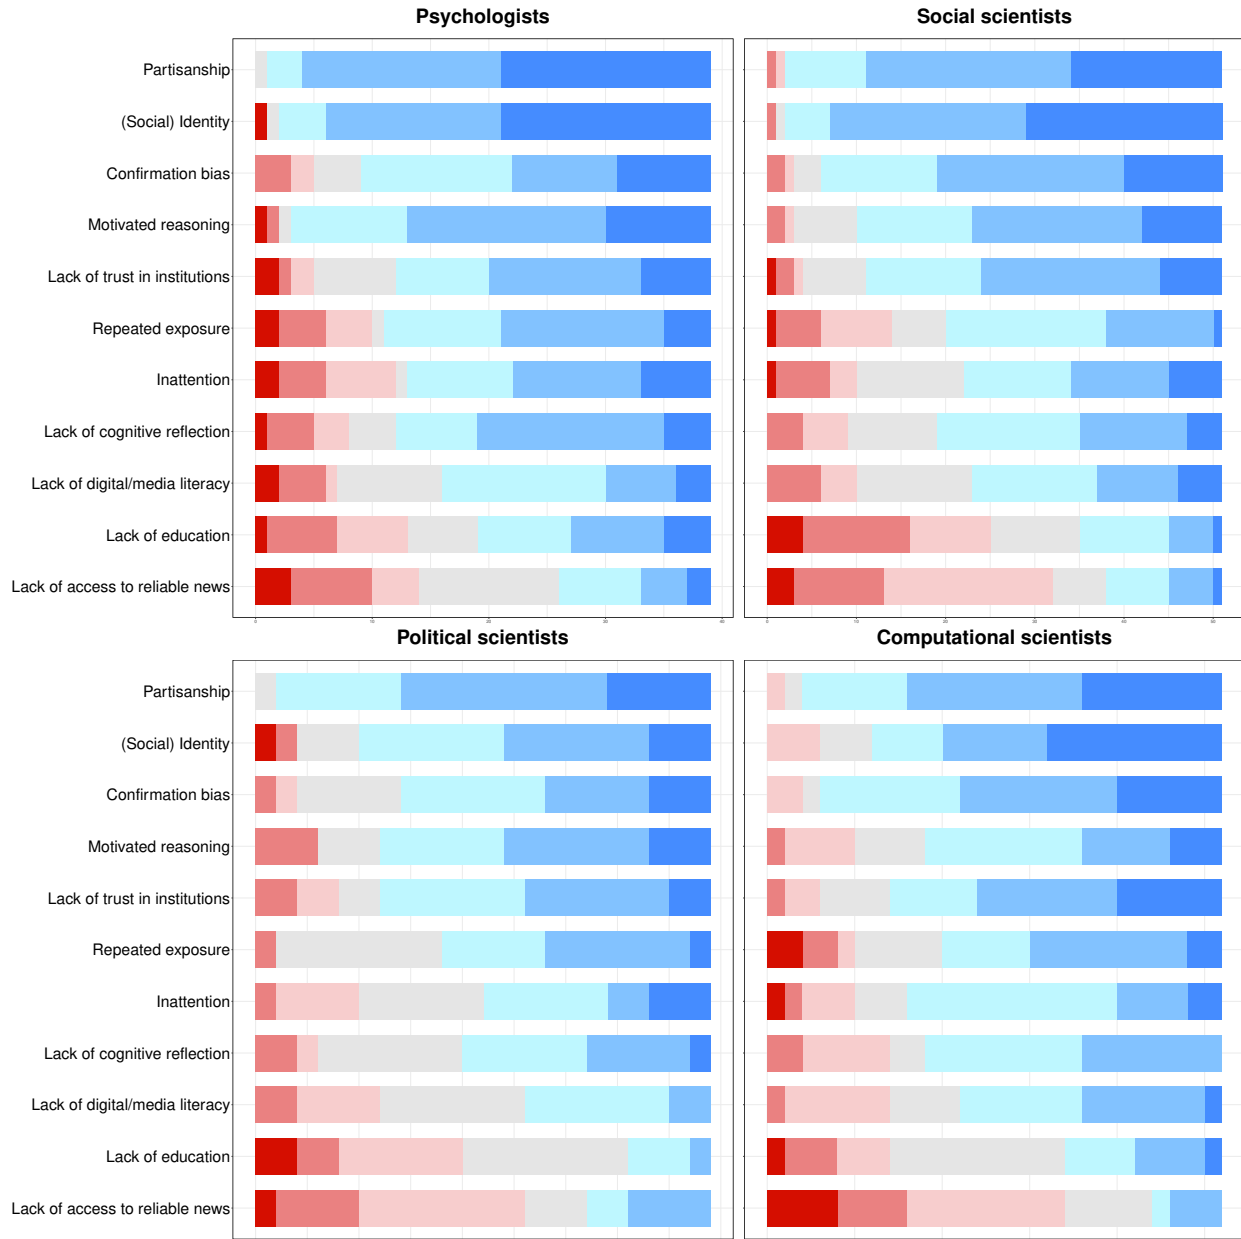 Psychologists
Social scientists
Partisanship
(Social) Identity
Confirmation bias
Motivated reasoning
Lack of trust in institutions
Repeated exposure
Inattention
Lack of cognitive reflection
Lack of digital/media literacy
Lack of education
Lack of access to reliable news
Political scientists
Computational scientists
Partisanship
(Social) Identity
Confirmation bias
Motivated reasoning
Lack of trust in institutions
Repeated exposure
Inattention
Lack of cognitive reflection
Lack of digital/media literacy
Lack of education
Lack of access to reliable news